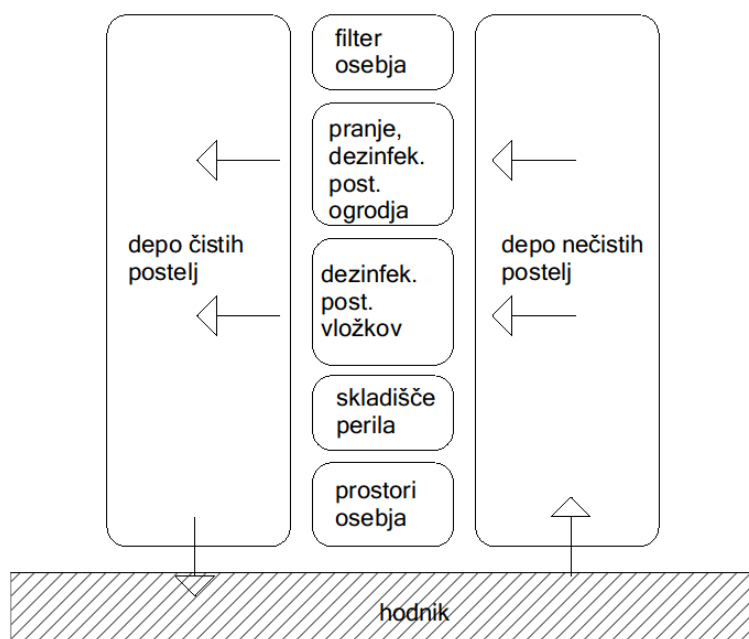 filter
osebja
pranje,
dezinfek.
post.
ogrodja
depo čistih
postelj
depo nečistih
postelj
dezinfek.
post.
vložkov
skladišče
perila
prostori
osebja
hodnik